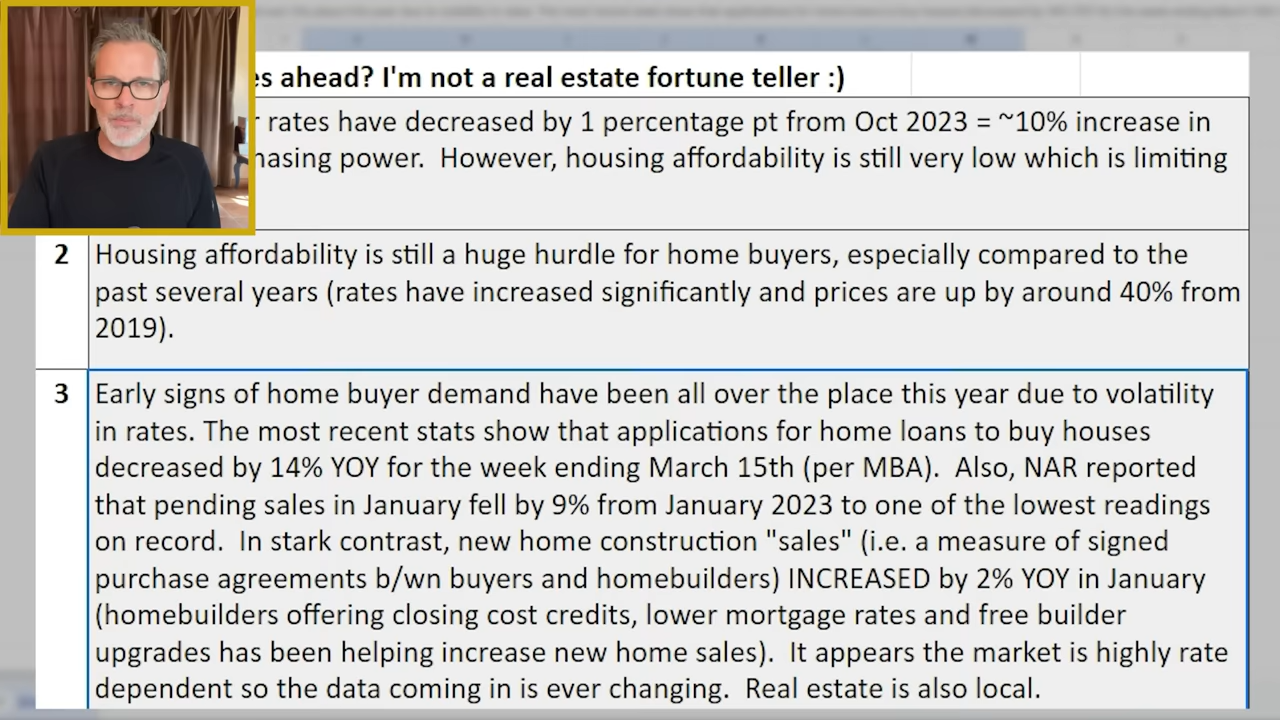 es ahead? I'm not a real estate fortune teller :)
r rates have decreased by 1 percentage pt from Oct 2023 = ~10% increase in
hasing power.  However, housing affordability is still very low which is limiting
2
Housing affordability is still a huge hurdle for home buyers, especially compared to the
past several years (rates have increased significantly and prices are up by around 40% from
2019).
3
Early signs of home buyer demand have been all over the place this year due to volatility
in rates. The most recent stats show that applications for home loans to buy houses
decreased by 14% YOY for the week ending March 15th (per MBA).  Also, NAR reported
that pending sales in January fell by 9% from January 2023 to one of the lowest readings
on record.  In stark contrast, new home construction "sales" (i.e. a measure of signed
purchase agreements b/wn buyers and homebuilders) INCREASED by 2% YOY in January
(homebuilders offering closing cost credits, lower mortgage rates and free builder
upgrades has been helping increase new home sales).  It appears the market is highly rate
dependent so the data coming in is ever changing.  Real estate is also local.